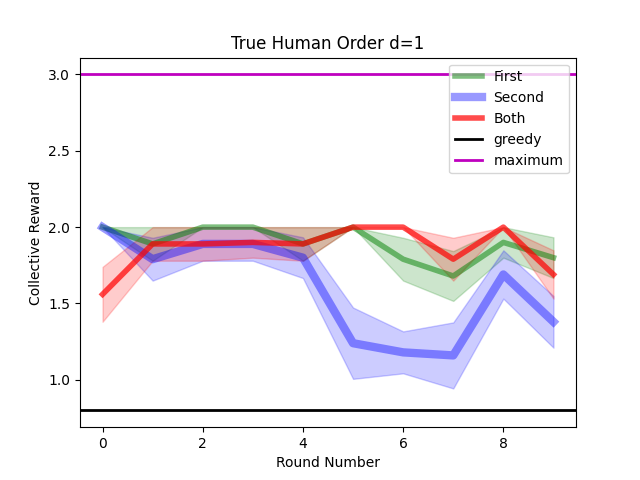 True Human Order d=1
First
Second
Both
greedy
maximum
3.0
2.5
2.0
1.5
1.0
Collective Reward
0
2
4
6
8
Round Number